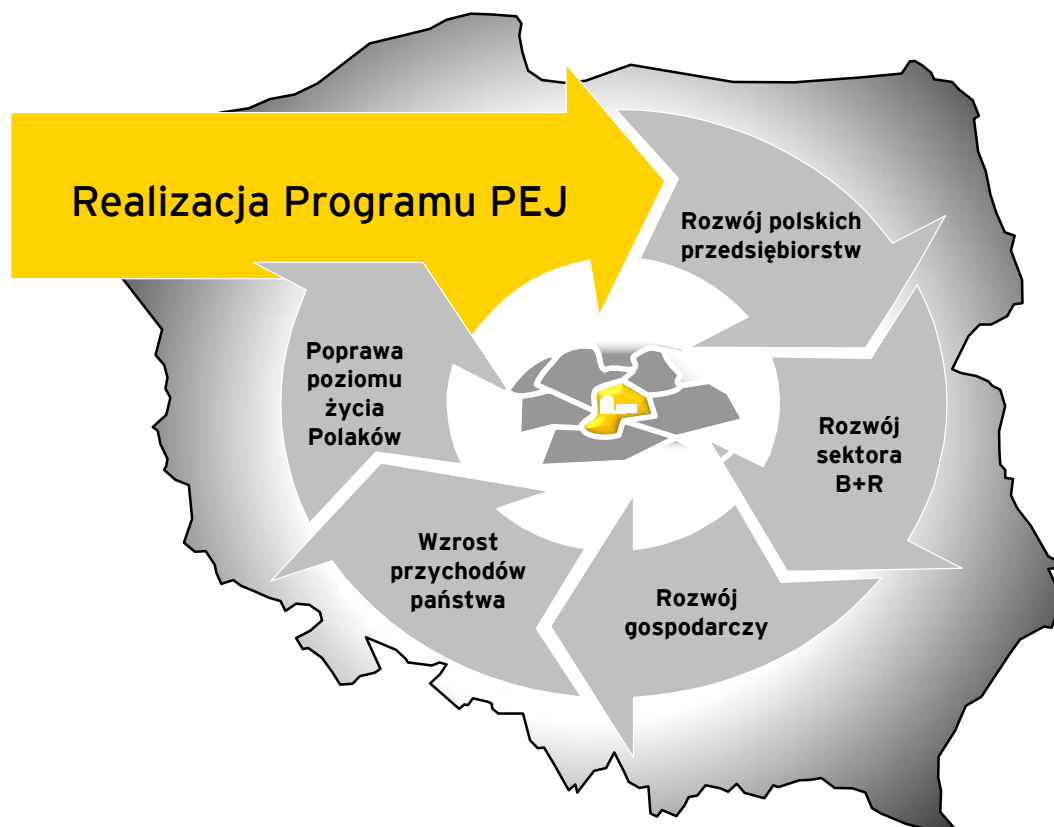 Realizacja Programu PEJ
Rozwój polskich
przedsiębiorstw
Rozwój
sektora
B+R
Rozwój
gospodarczy
Wzrost
przychodów
państwa
Poprawa
poziomu
życia
Polaków